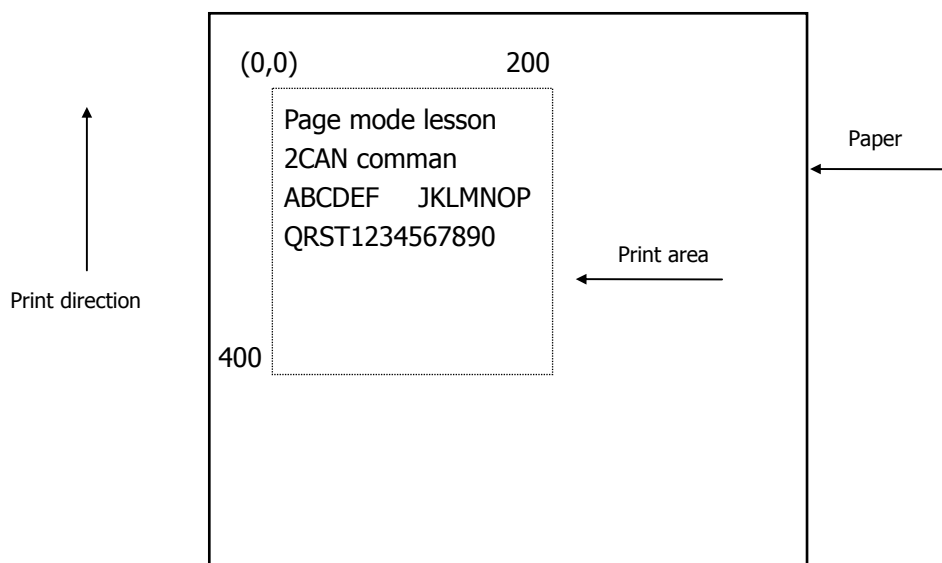 (0,0) 200
Page mode lesson
2CAN comman
ABCDEF JKLMNOP
QRST1234567890
400
Print direction
Print area
Paper